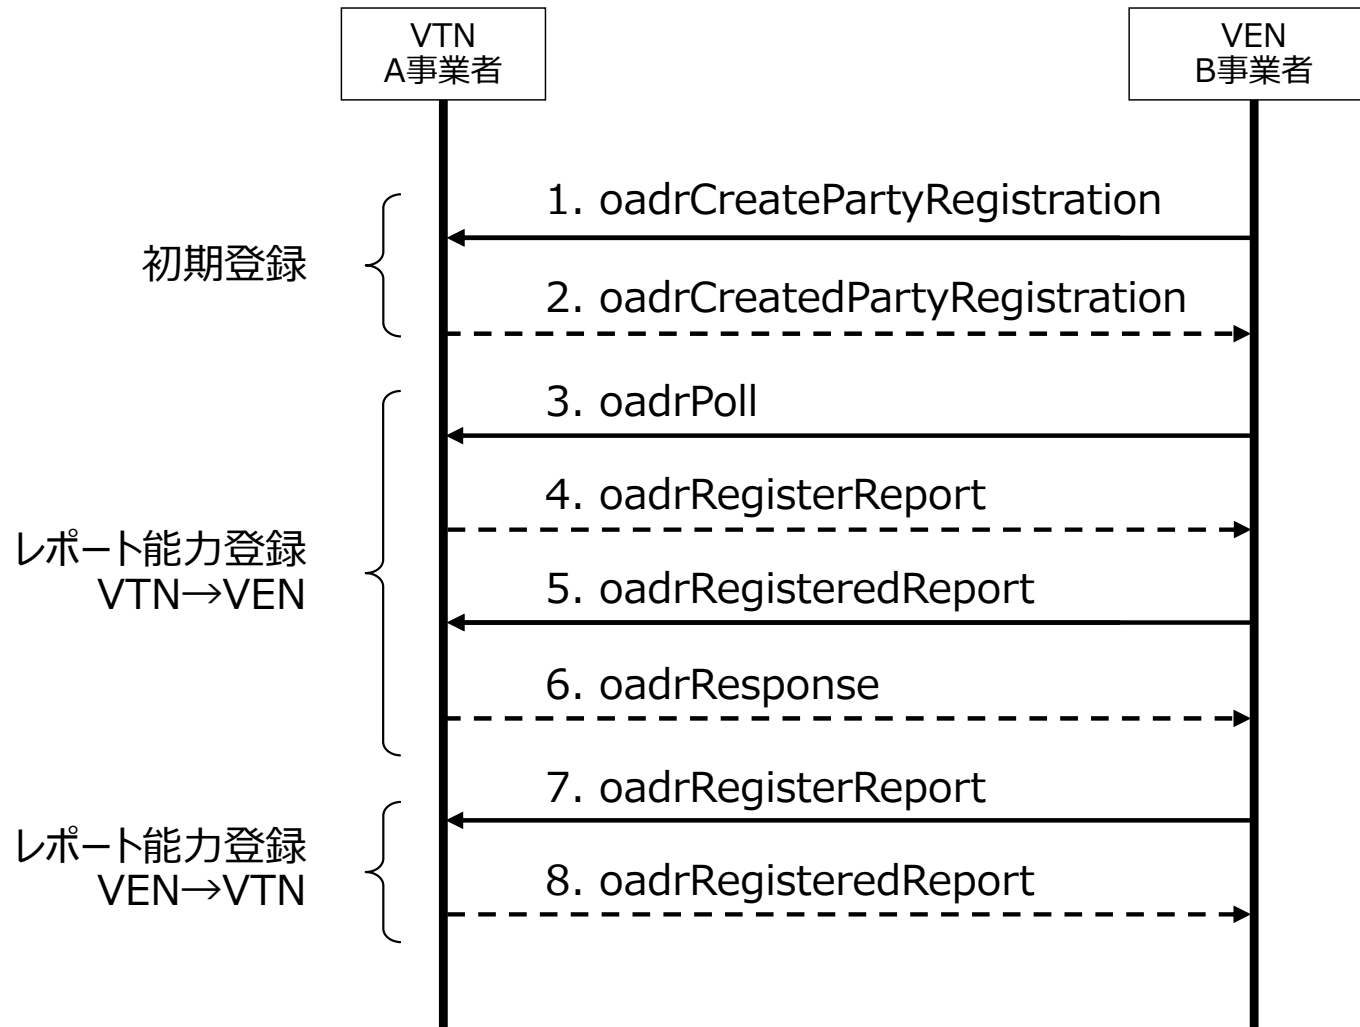 VTN
A事業者
VEN
B事業者
1. oadrCreatePartyRegistration
初期登録
2. oadrCreatedPartyRegistration
3. oadrPoll
4. oadrRegisterReport
レポート能力登録
VTN→VEN
5. oadrRegisteredReport
6. oadrResponse
7. oadrRegisterReport
レポート能力登録
VEN→VTN
8. oadrRegisteredReport